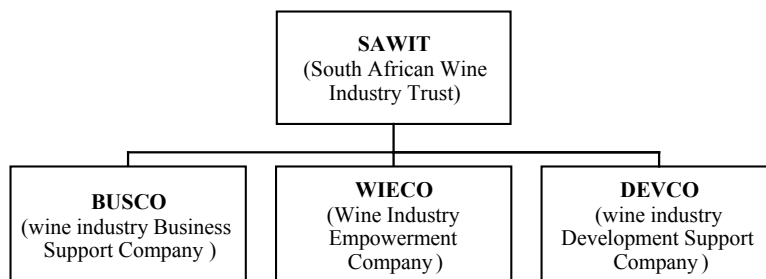 SAWIT
(South African Wine
Industry Trust)
BUSCO
(wine industry Business
Support Company )
WIECO
(Wine Industry
Empowerment
Company)
DEVCO
(wine industry
Development Support
Company )